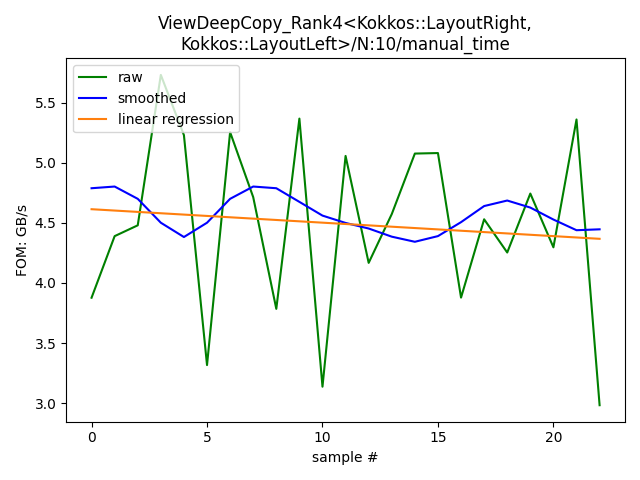 ViewDeepCopy_Rank4<Kokkos::LayoutRight,
Kokkos::LayoutLeft>/N:10/manual_time
raw
smoothed
linear regression
FOM: GB/s
5.5
5.0
4.5
4.0
3.5
3.0
0
5
10
15
20
sample #